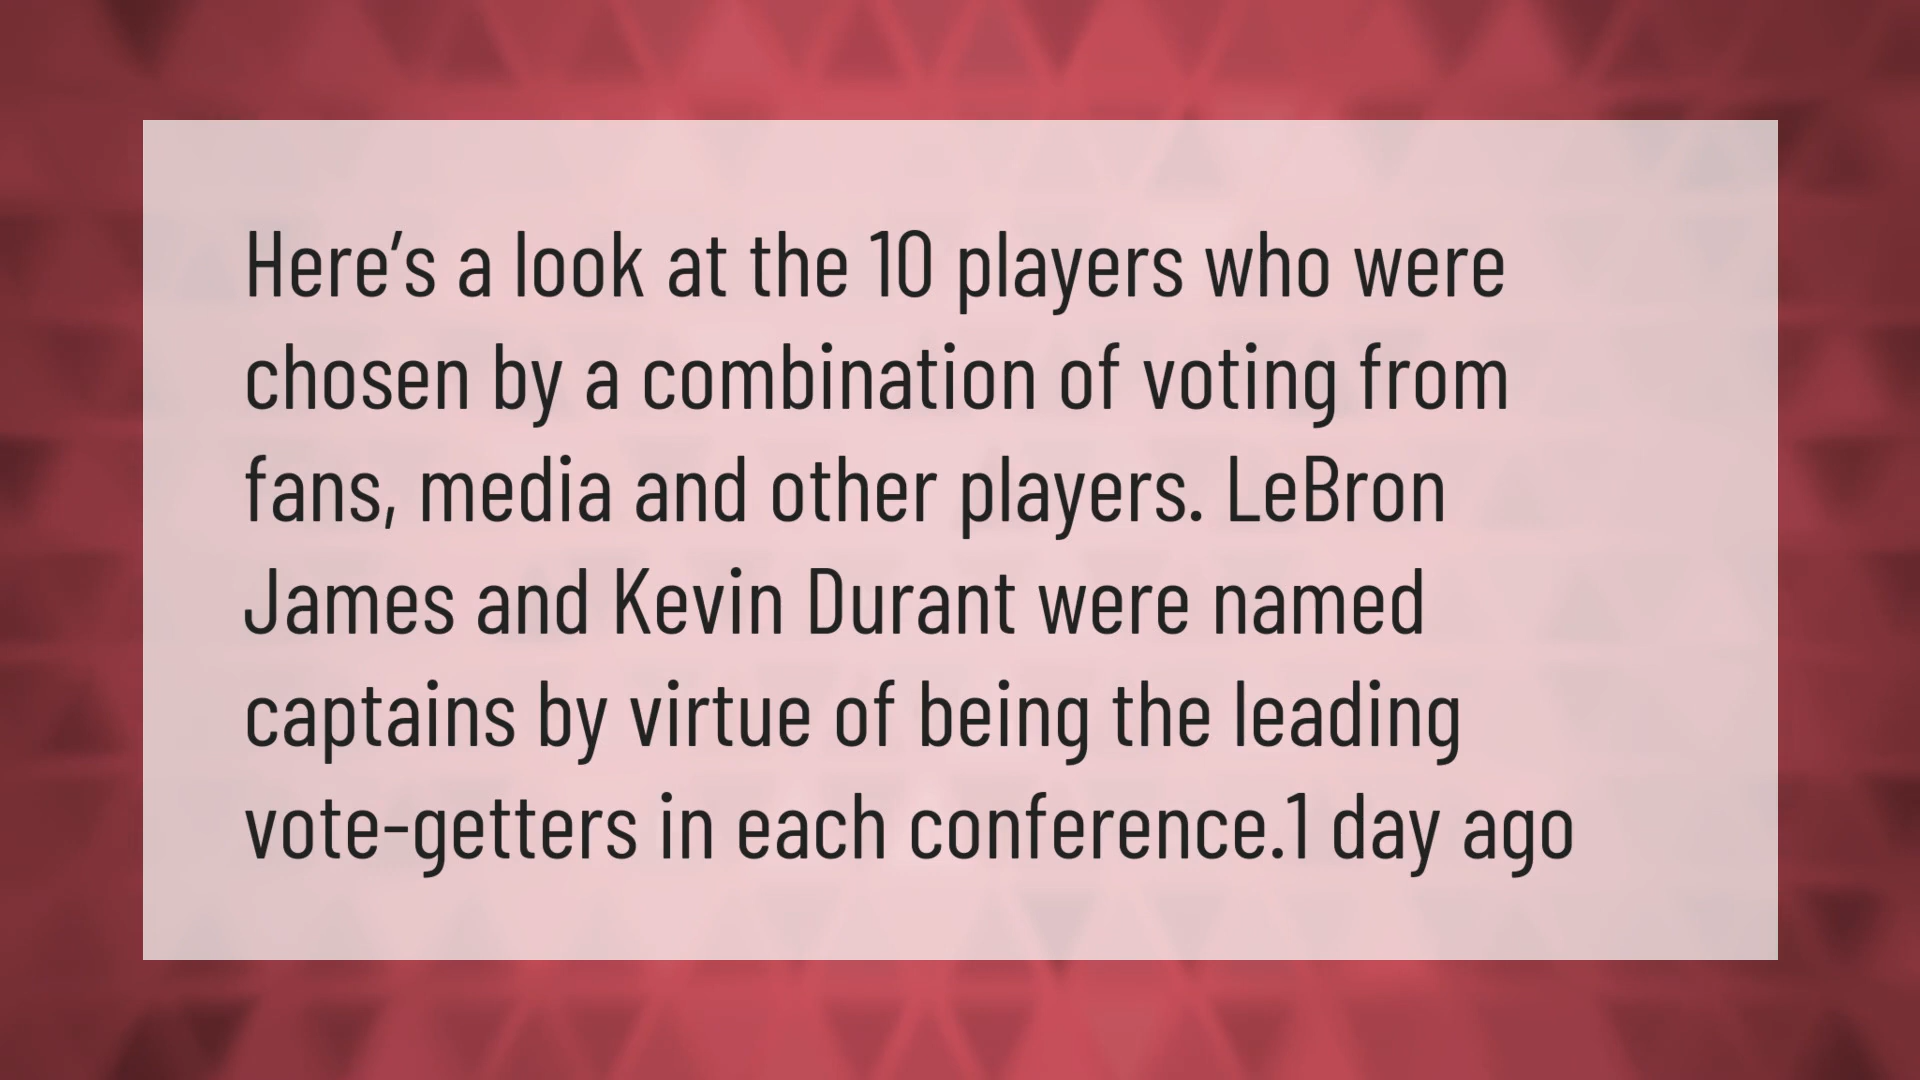 Here’s a look at the 10 players who were
chosen by a combination of voting from
fans, media and other players. LeBron
James and Kevin Durant were named
captains by virtue of being the leading
vote-getters in each conference.1 day ago